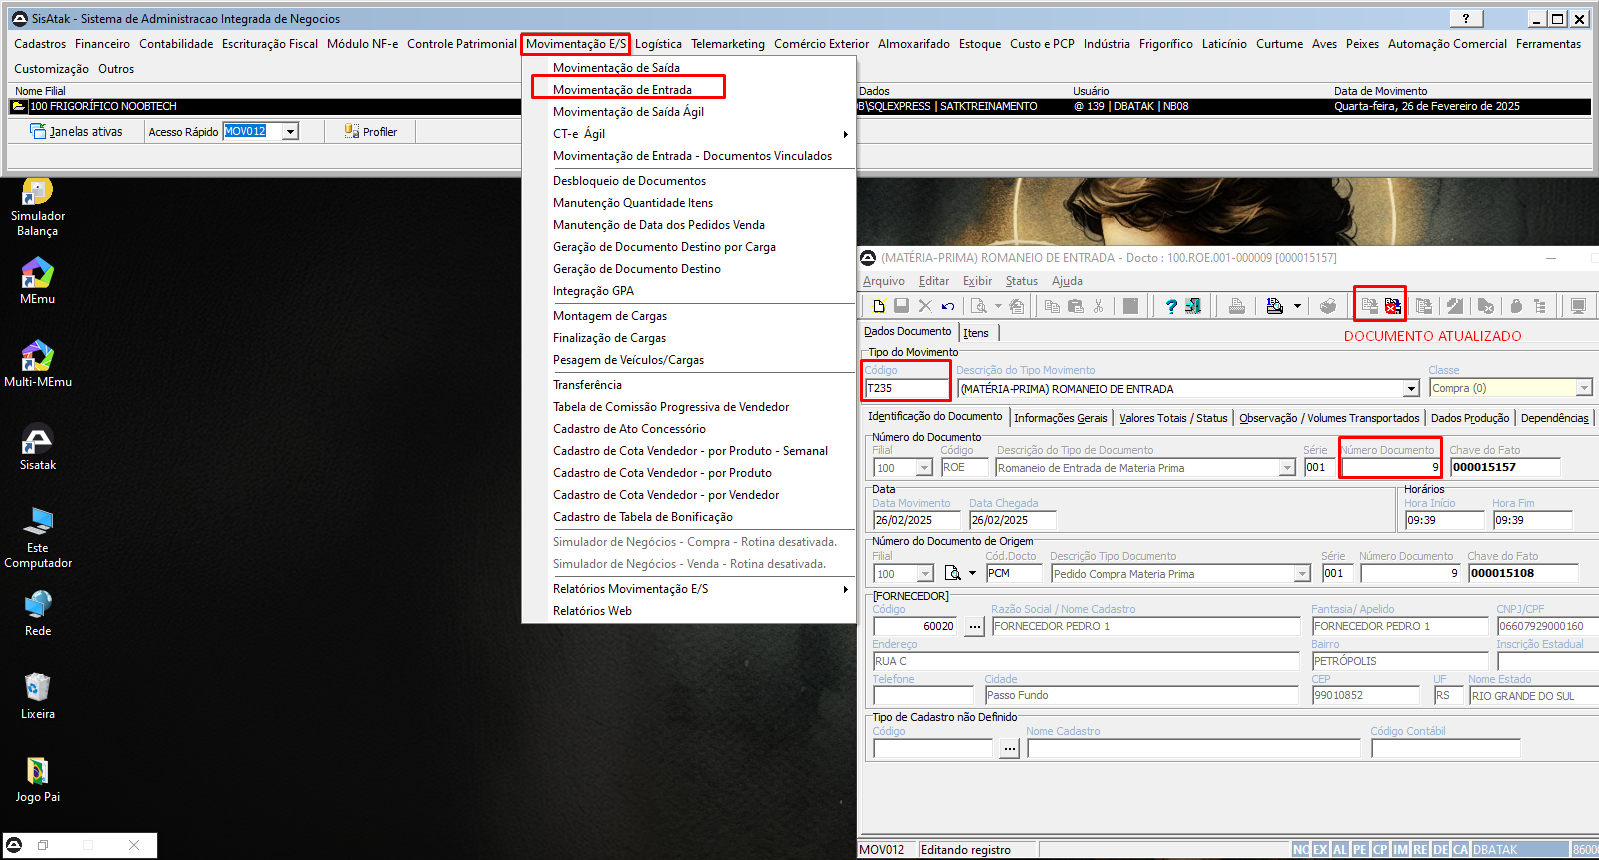 SisAtak - Sistema de Administracao Integrada de Negocios
?
Cadastros Financeiro Contabilidade Escrituração Fiscal Módulo NF-e Controle Patrimonial Movimentação E/S Logística Telemarketing Comércio Exterior Almoxarifado Estoque Custo e PCP Indústria Frigorífico Laticínio Curtume Aves Peixes Automação Comercial Ferramentas
Customização Outros
Nome Filial Dados Usuário Data de Movimento
100 FRIGORÍFICO NOOBTECH \SQLEXPRESS | SATKTREINAMENTO @ 139 | DBATAK | NB08 Quarta-feira, 26 de Fevereiro de 2025
Janelas ativas Acesso Rápido MOV012 Profiler
Movimentação de Saída
Movimentação de Entrada
Movimentação de Saída Ágil
CT-e Ágil
Movimentação de Entrada - Documentos Vinculados
Desbloqueio de Documentos
Manutenção Quantidade Itens
Manutenção de Data dos Pedidos Venda
Geração de Documento Destino por Carga
Geração de Documento Destino
Integração GPA
Montagem de Cargas
Finalização de Cargas
Pesagem de Veículos/Cargas
Transferência
Tabela de Comissão Progressiva de Vendedor
Cadastro de Ato Concessório
Cadastro de Cota Vendedor - por Produto - Semanal
Cadastro de Cota Vendedor - por Produto
Cadastro de Cota Vendedor - por Vendedor
Cadastro de Tabela de Bonificação
Simulador de Negócios - Compra - Rotina desativada.
Simulador de Negócios - Venda - Rotina desativada.
Relatórios Movimentação E/S
Relatórios Web
Simulador Balança
MEmu
Multi-MEmu
Sisatak
Este Computador
Rede
Lixeira
Jogo Pai
(MATÉRIA-PRIMA) ROMANEIO DE ENTRADA - Docto : 100.ROE.001-000009 [000015157]
Arquivo Editar Exibir Status Ajuda
Dados Documento Itens
DOCUMENTO ATUALIZADO
Tipo do Movimento
Código Descrição do Tipo Movimento Classe
T235 (MATÉRIA-PRIMA) ROMANEIO DE ENTRADA Compra (0)
Identificação do Documento Informações Gerais Valores Totais / Status Observação / Volumes Transportados Dados Produção Dependências
Número do Documento
Filial Código Descrição do Tipo de Documento Série Número Documento Chave do Fato
100 ROE Romaneio de Entrada de Materia Prima 001 9 000015157
Data Horários
Data Movimento Data Chegada Hora Início Hora Fim
26/02/2025 26/02/2025 09:39 09:39
Número do Documento de Origem
Filial Cód.Docto Descrição Tipo Documento Série Número Documento Chave do Fato
100 PCM Pedido Compra Materia Prima 001 9 000015108
[FORNECEDOR]
Código Razão Social / Nome Cadastro Fantasia/ Apelido CNPJ/CPF
60020 ... FORNECEDOR PEDRO 1 FORNECEDOR PEDRO 1 06607929000160
Endereço Bairro Inscrição Estadual
RUA C PETRÓPOLIS
Telefone Cidade CEP UF Nome Estado
Passo Fundo 99010852 RS RIO GRANDE DO SUL
Tipo de Cadastro não Definido
Código Nome Cadastro Código Contábil
...
MOV012 Editando registro NO EX AL PE CP IM RE DE CA DBATAK 8600